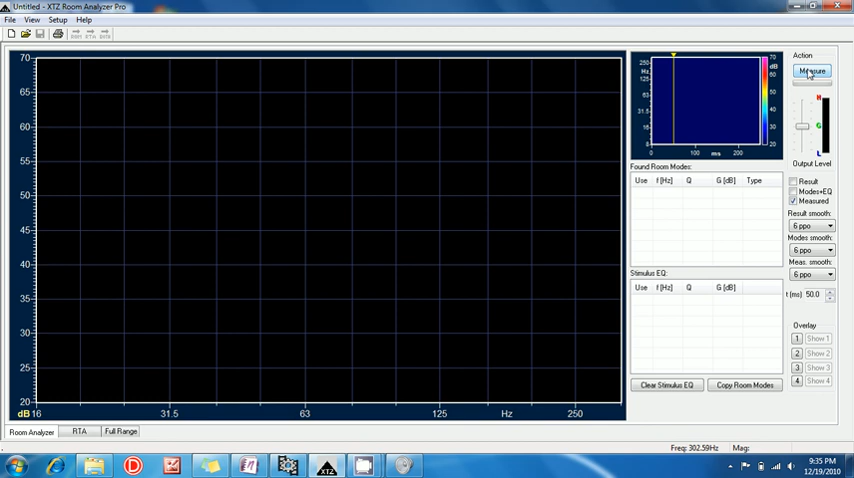 Untitled - XTZ Room Analyzer Pro
File View Setup Help
70
65
60
55
50
45
40
35
30
25
20
dB 16 31.5 63 125 Hz 250
250
Hz
125
63
31.5
16
8
0 100 ms 200
70
dB
60
50
40
30
20
Found Room Modes:
Use f [Hz] Q G [dB] Type
Stimulus EQ:
Use f [Hz] Q G [dB]
Clear Stimulus EQ Copy Room Modes
Action
Measure
H
G
L
Output Level
Result
Modes+EQ
Measured
Result smooth:
6 ppo
Modes smooth:
6 ppo
Meas. smooth:
6 ppo
t (ms) 50.0
Overlay
1 Show 1
2 Show 2
3 Show 3
4 Show 4
Room Analyzer RTA Full Range
Freq: 302.59Hz Mag:
XTZ
9:35 PM
12/19/2010